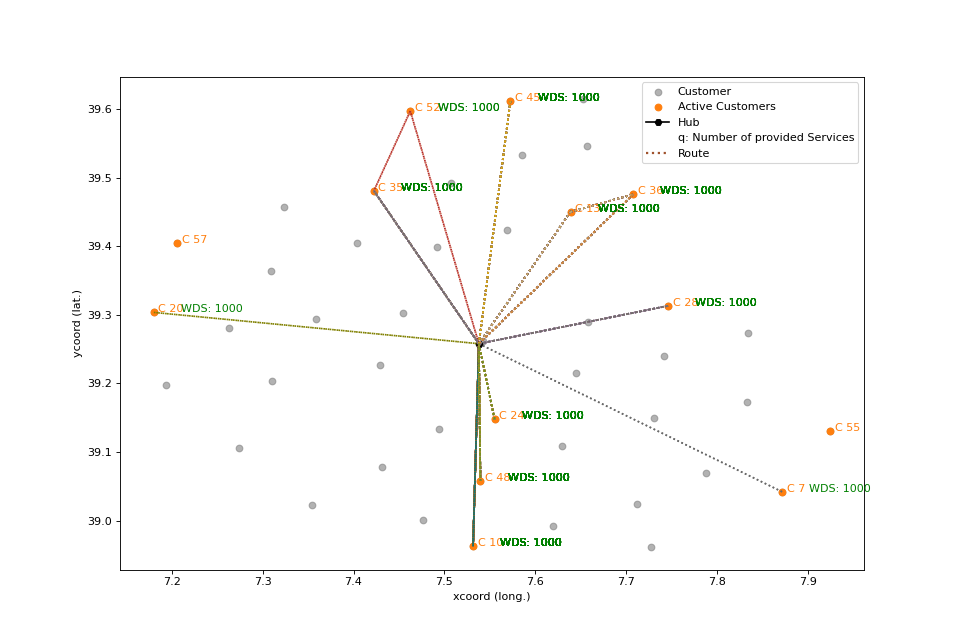 Customer
Active Customers
Hub
q: Number of provided Services
Route
39.6
39.5
39.4
39.3
39.2
39.1
39.0
ycoord (lat.)
C 52 WDS: 1000
C 45 WDS: 1000
C 35 WDS: 1000
C 36 WDS: 1000
WDS: 1000
C 57
C 20 WDS: 1000
C 28 WDS: 1000
C 24 WDS: 1000
C 55
C 48 WDS: 1000
C 7 WDS: 1000
C 10 WDS: 1000
7.2 7.3 7.4 7.5 7.6 7.7 7.8 7.9
xcoord (long.)